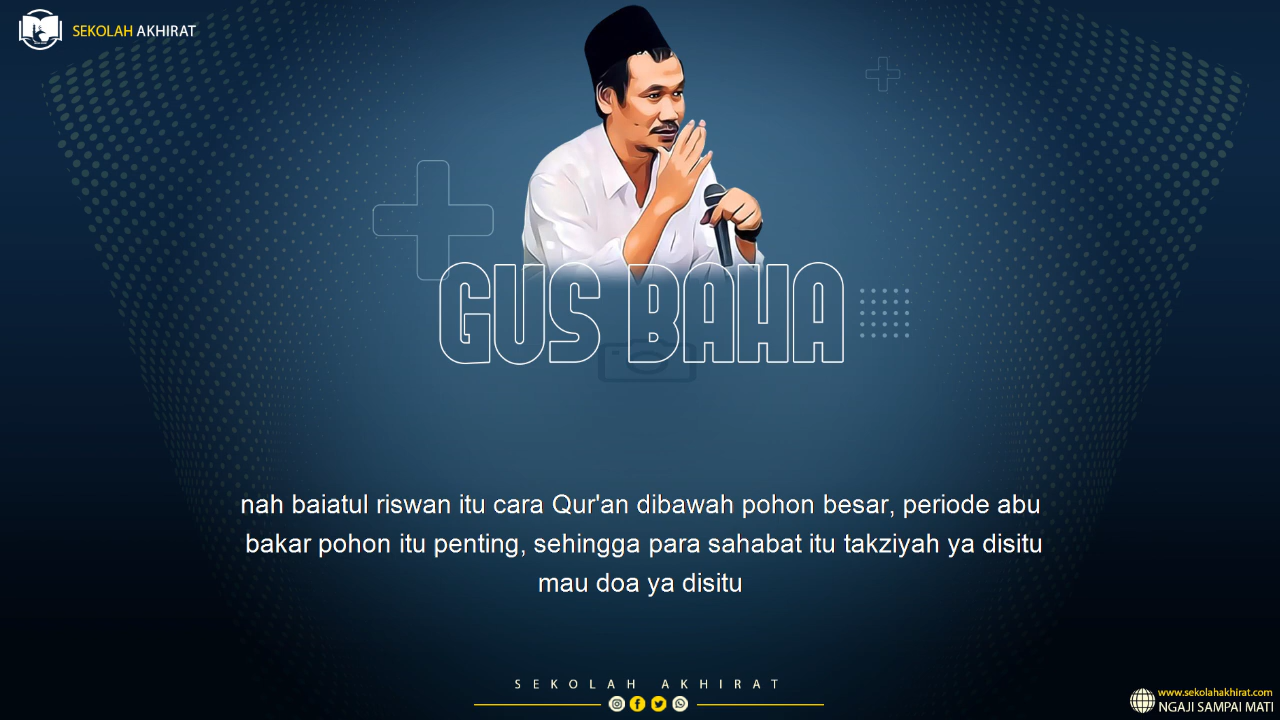 SEKOLAH AKHIRAT
GUS BAHA
nah baiatul riswan itu cara Qur'an dibawah pohon besar, periode abu
bakar pohon itu penting, sehingga para sahabat itu takziyah ya disitu
mau doa ya disitu
SEKOLAH AKHIRAT
www.sekolahakhirat.com
NGAJI SAMPAI MATI